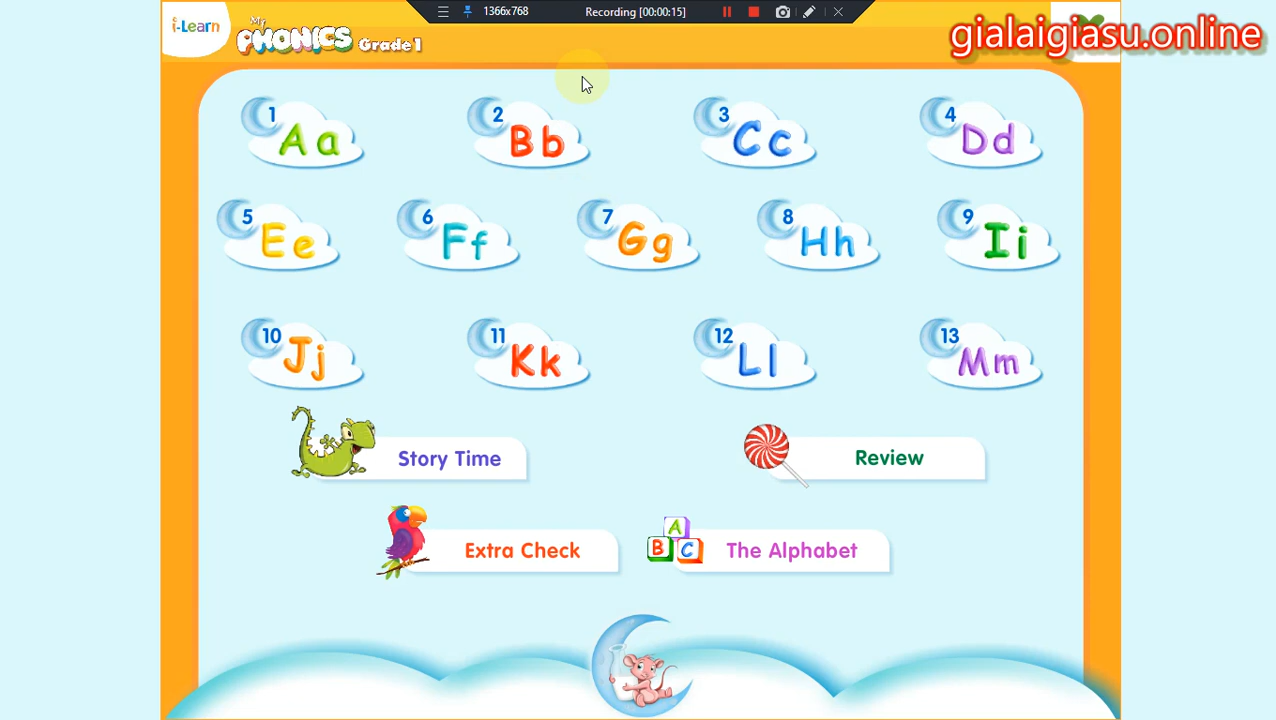 1366x768 Recording [00:00:15]
i-Learn
My PHONICS Grade 1
gialaigiasu.online
1 Aa
2 Bb
3 Cc
4 Dd
5 Ee
6 Ff
7 Gg
8 Hh
9 Ii
10 Jj
11 Kk
12 Ll
13 Mm
Story Time
Review
Extra Check
A B C
The Alphabet